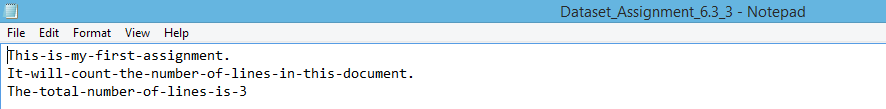 Dataset_Assignment_6.3_3 - Notepad
File Edit Format View Help
This-is-my-first-assignment.
It-will-count-the-number-of-lines-in-this-document.
The-total-number-of-lines-is-3